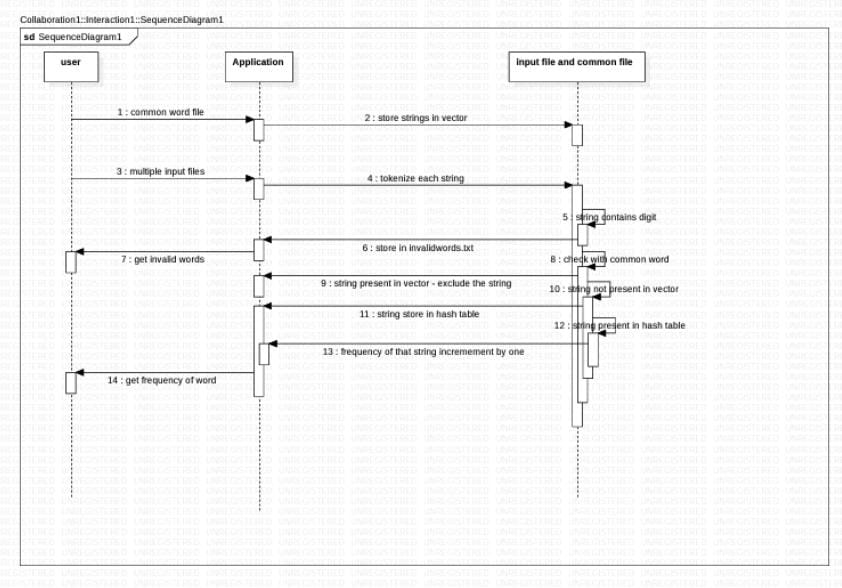 Collaboration1::Interaction1::SequenceDiagram1
sd SequenceDiagram1
user
Application
input file and common file
1 : common word file
2 : store strings in vector
3 : multiple input files
4 : tokenize each string
5 : string contains digit
6 : store in invalidwords.txt
7 : get invalid words
8 : check with common word
9 : string present in vector - exclude the string
10 : string not present in vector
11 : string store in hash table
12 : string present in hash table
13 : frequency of that string incremement by one
14 : get frequency of word
UNREGISTERED